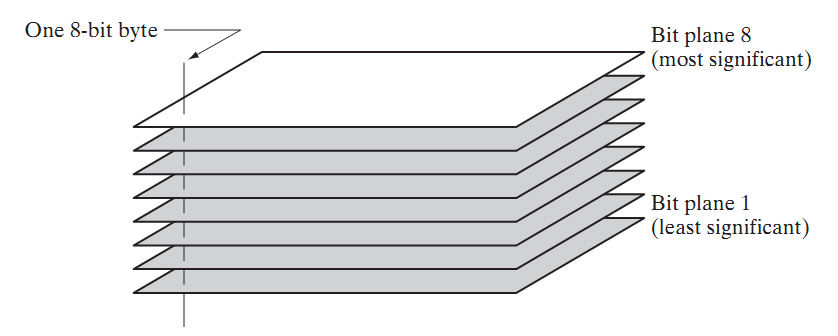 One 8-bit byte
Bit plane 8
(most significant)
Bit plane 1
(least significant)